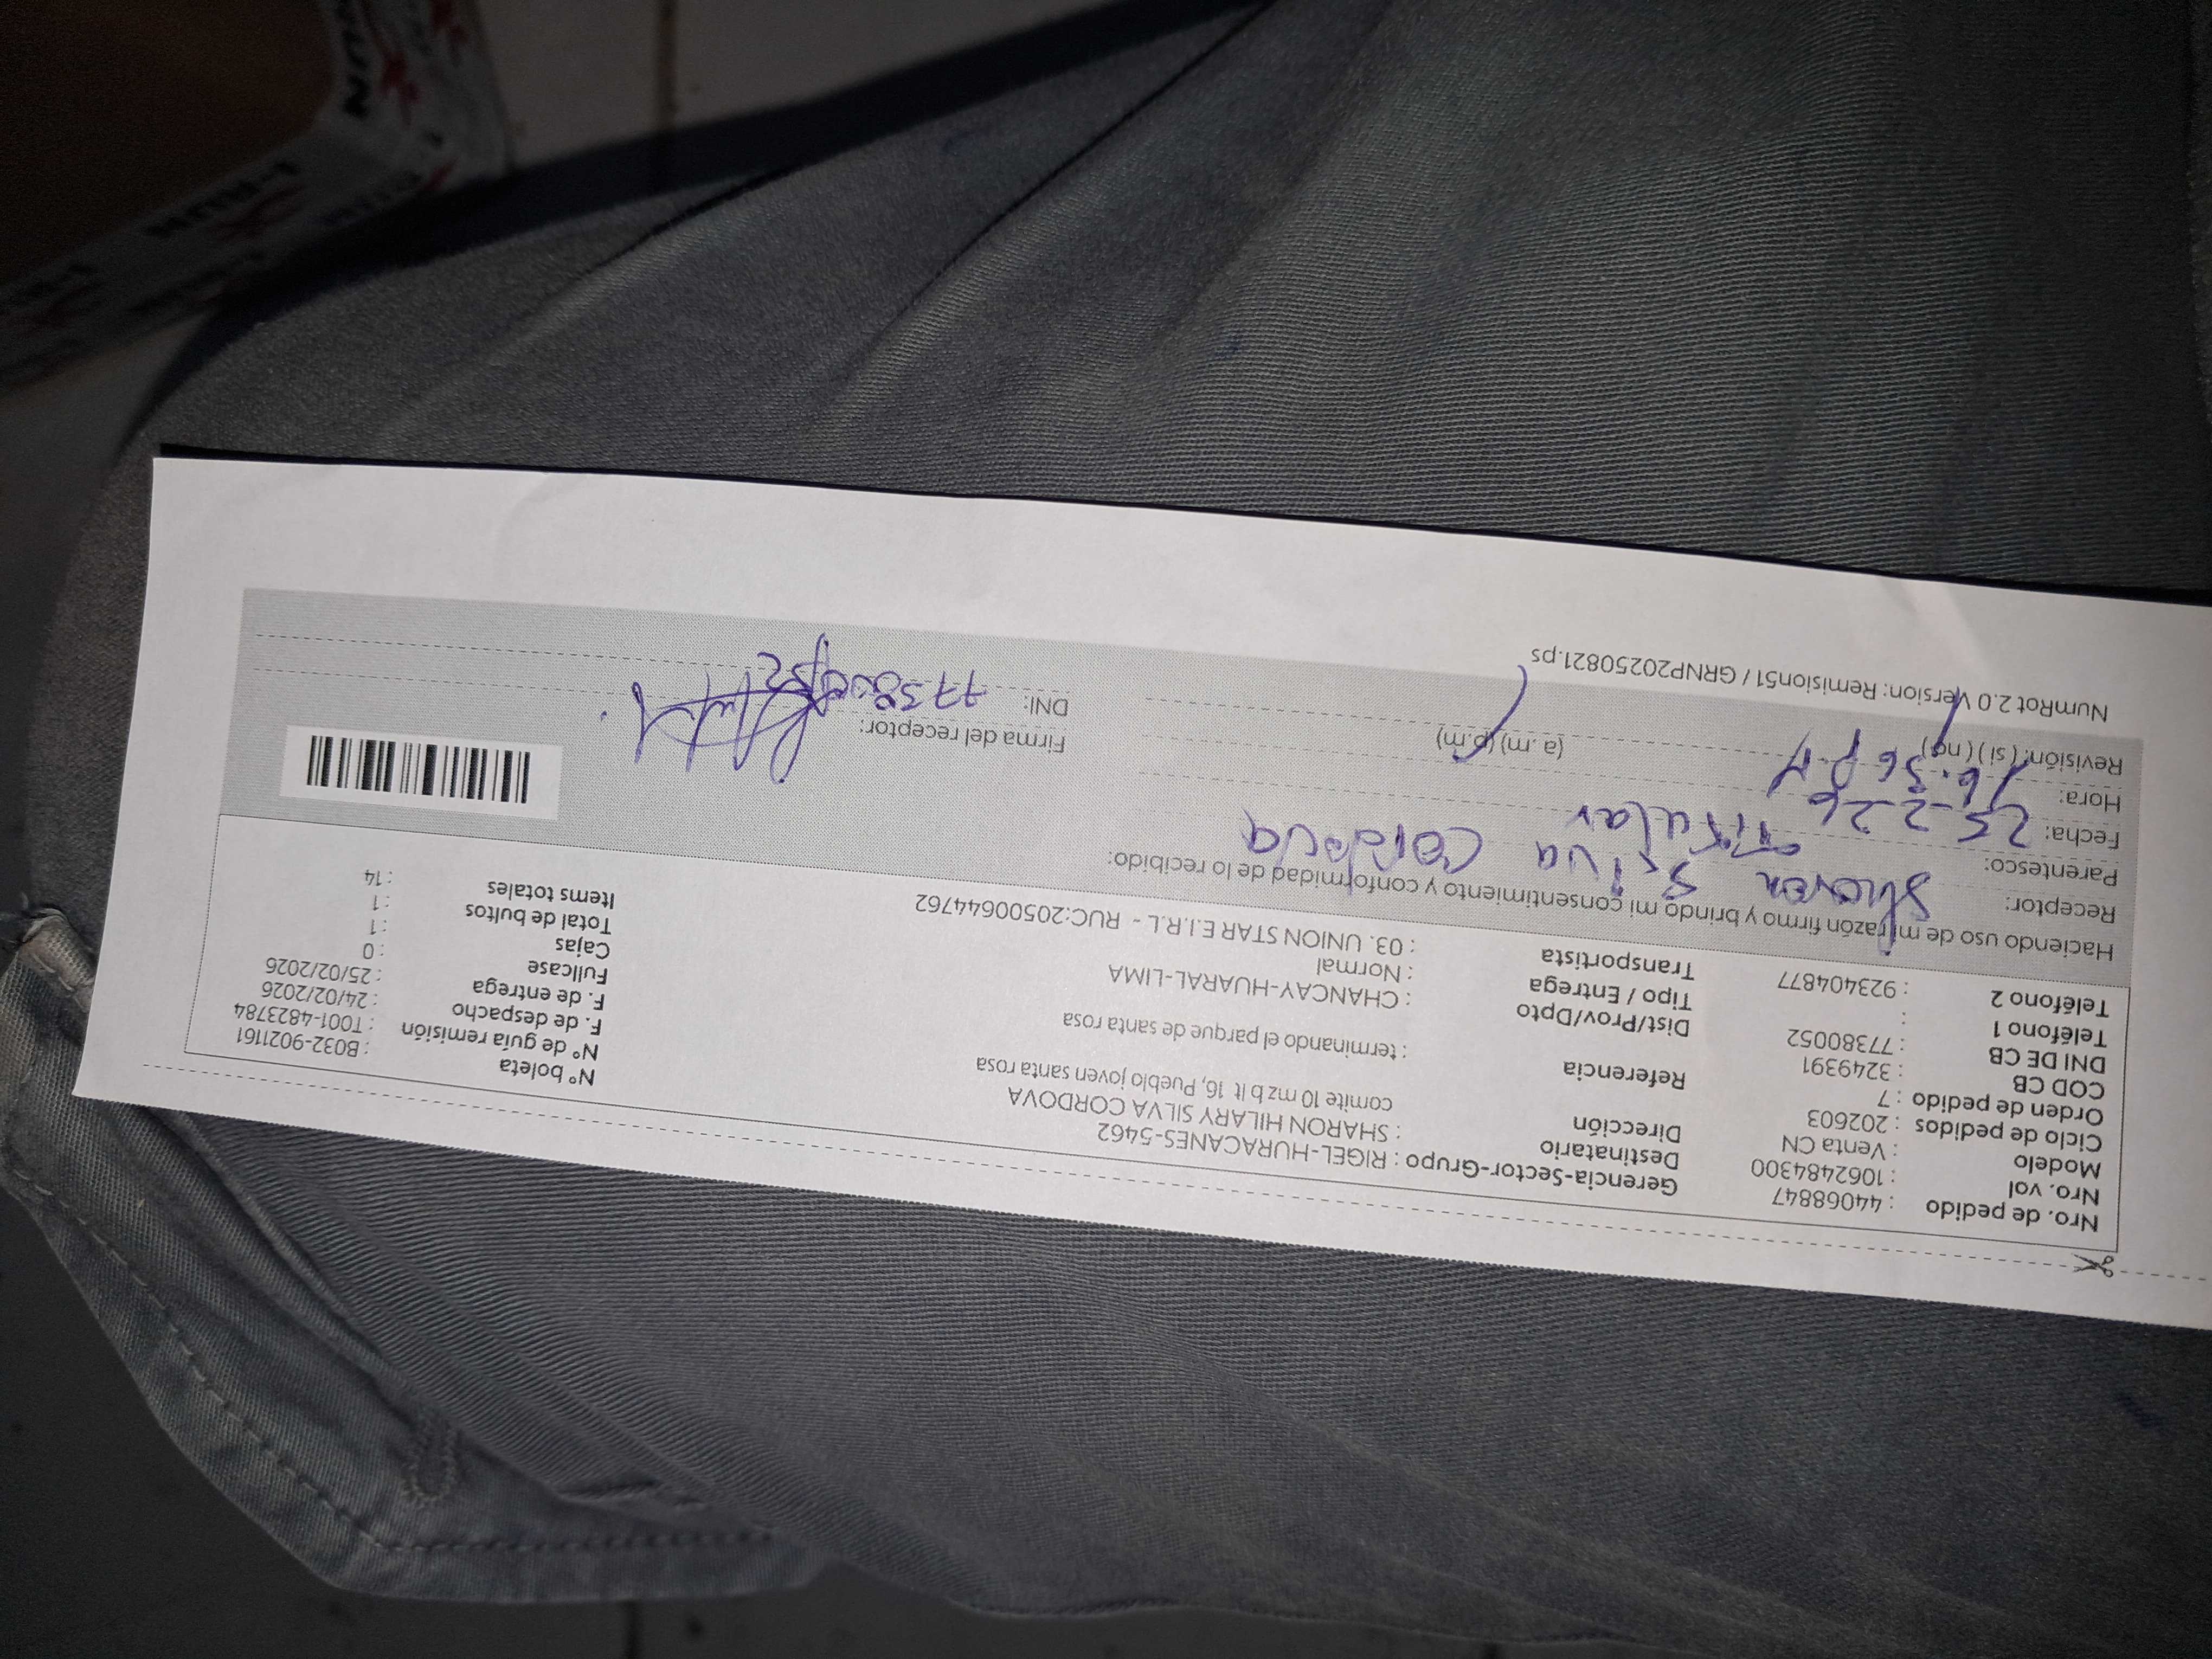 Nro. de pedido : 44068847
Nro. vol : 1062484300
Modelo : Venta CN
Ciclo de pedidos : 202603
Orden de pedido : 7
COD CB : 3249391
DNI DE CB : 77380052
Teléfono 1 :
Teléfono 2 : 923404877
Gerencia-Sector-Grupo : RIGEL-HURACANES-5462
Destinatario : SHARON HILARY SILVA CORDOVA
Dirección comite 10 mz b lt 16, Pueblo joven santa rosa
Referencia : terminando el parque de santa rosa
Dist/Prov/Dpto : CHANCAY-HUARAL-LIMA
Tipo / Entrega : Normal
Transportista : 03. UNION STAR E.I.R.L - RUC:20500644762
N° boleta : B032-9021161
N° de guía remisión : T001-4823784
F. de despacho : 24/02/2026
F. de entrega : 25/02/2026
Fullcase : 0
Cajas : 1
Total de bultos : 1
Items totales : 14
Haciendo uso de mi razón firmo y brindo mi consentimiento y conformidad de lo recibido:
Receptor: Silva Cordova
Parentesco: Titular
Fecha: 25-2-26
Hora: 16:36 P.M (a.m) (p.m)
Revisión: (si) (no)
Firma del receptor:
DNI: 77380052
NumRot 2.0 Version: Remision51 / GRNP20250821.ps